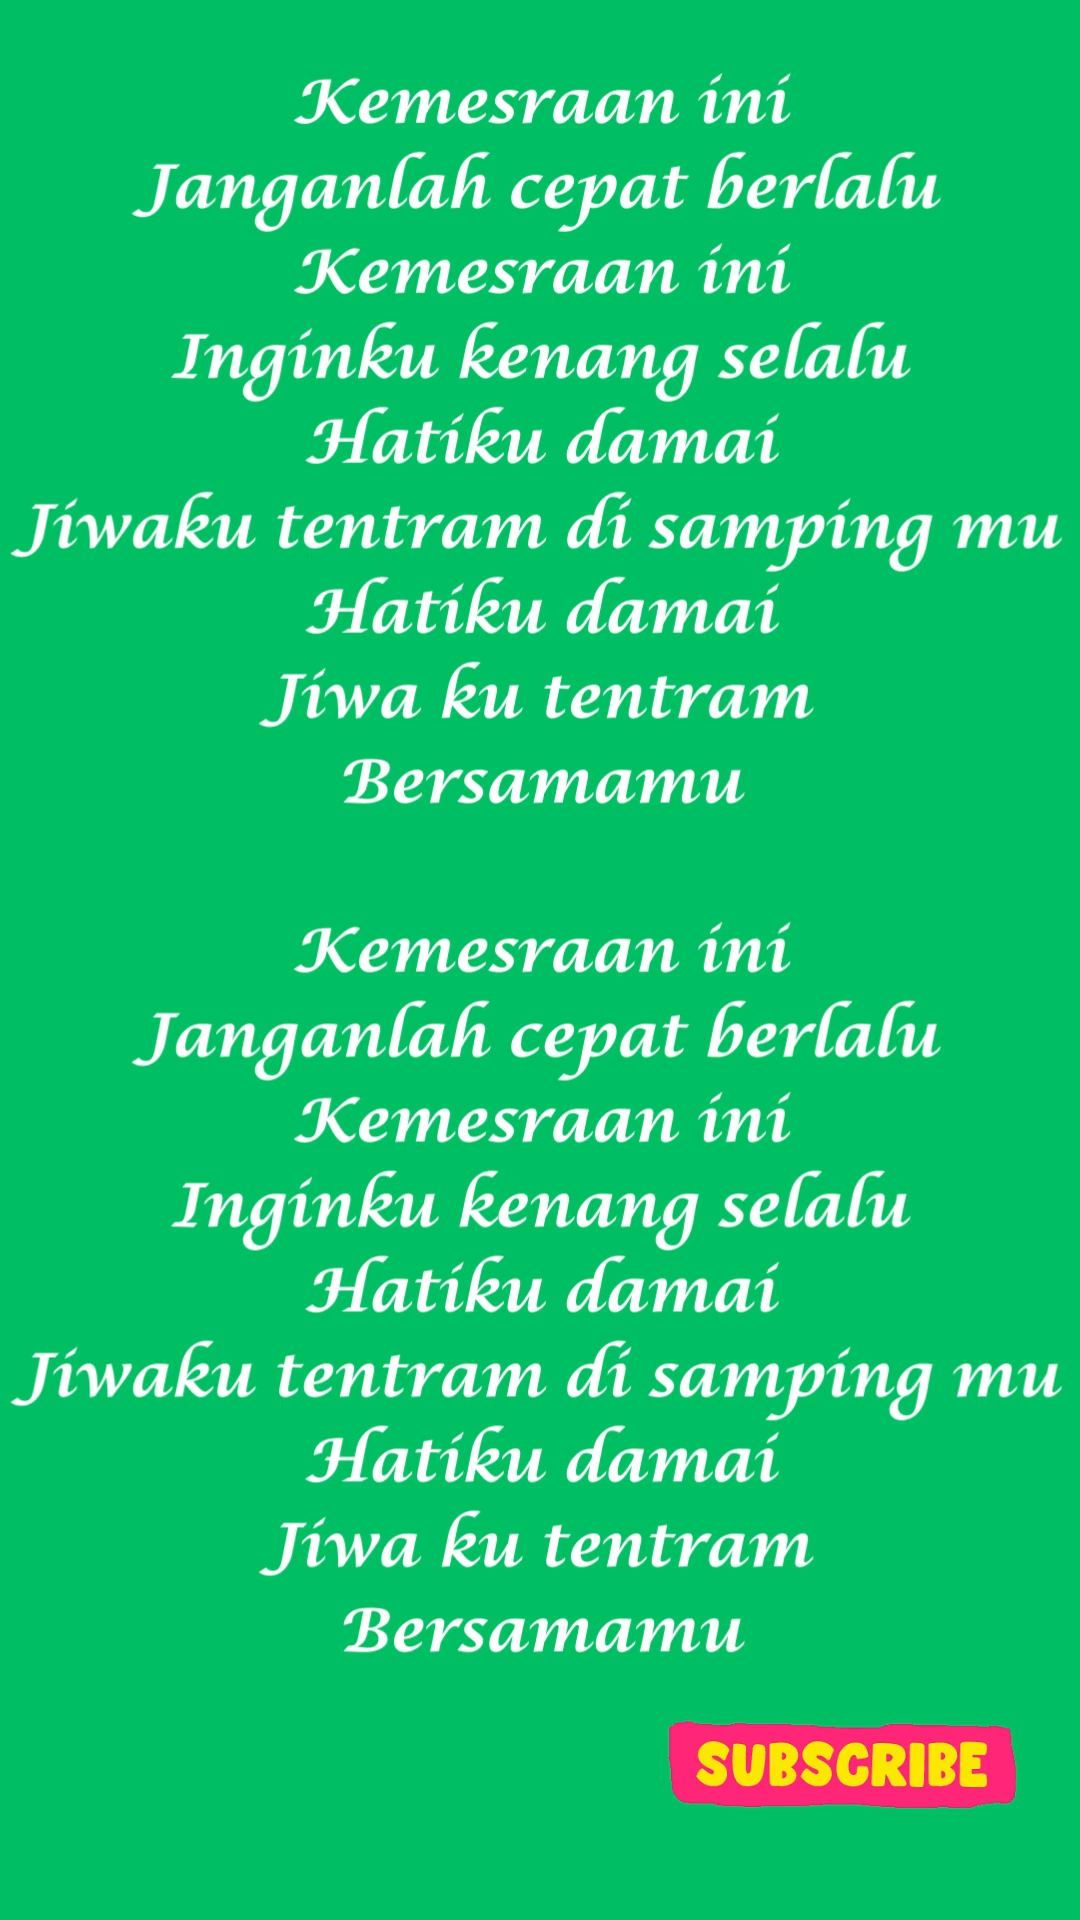 Kemesraan ini
Janganlah cepat berlalu
Kemesraan ini
Inginku kenang selalu
Hatiku damai
Jiwaku tentram di samping mu
Hatiku damai
Jiwa ku tentram
Bersamamu
Kemesraan ini
Janganlah cepat berlalu
Kemesraan ini
Inginku kenang selalu
Hatiku damai
Jiwaku tentram di samping mu
Hatiku damai
Jiwa ku tentram
Bersamamu
SUBSCRIBE